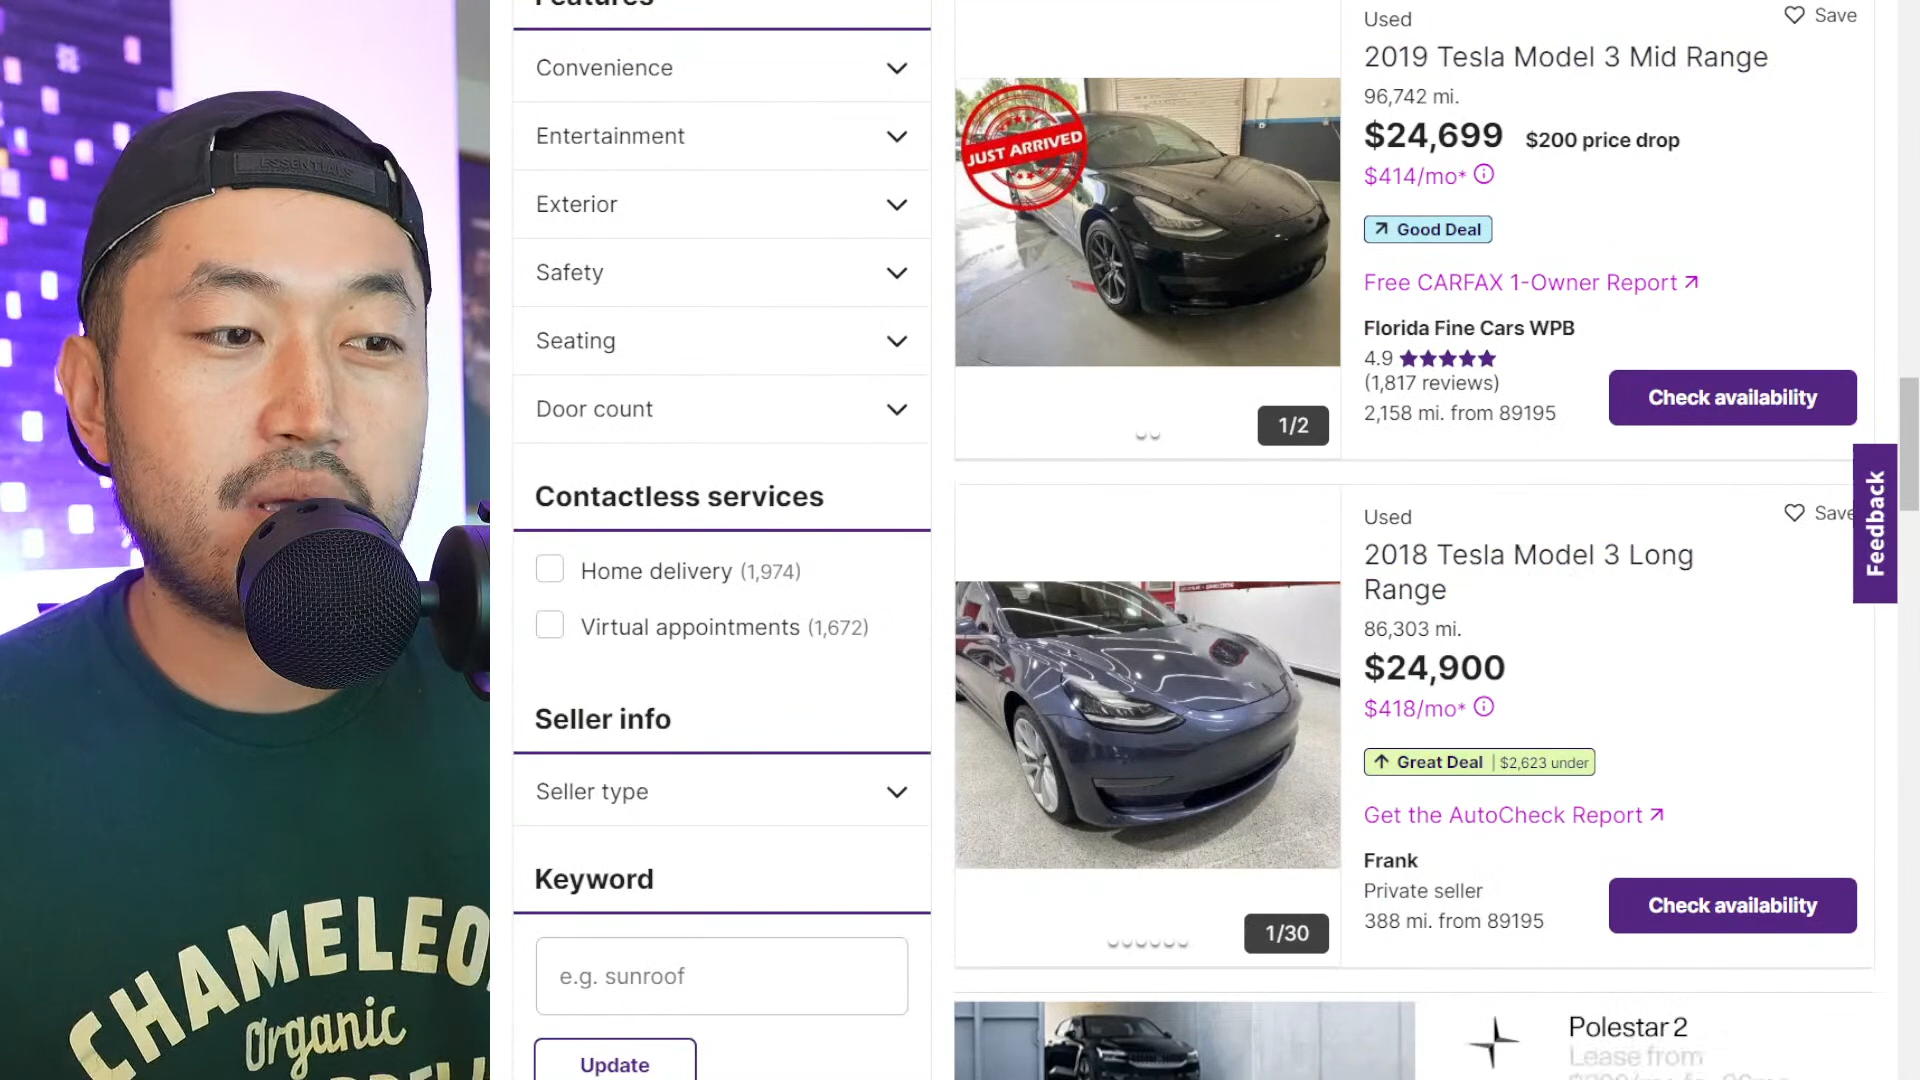 ESSENTIALS
CHAMELEO
Organic
Features
Convenience
Entertainment
Exterior
Safety
Seating
Door count
Contactless services
Home delivery (1,974)
Virtual appointments (1,672)
Seller info
Seller type
Keyword
e.g. sunroof
Update
JUST ARRIVED
1/2
Used
Save
2019 Tesla Model 3 Mid Range
96,742 mi.
$24,699 $200 price drop
$414/mo*
Good Deal
Free CARFAX 1-Owner Report
Florida Fine Cars WPB
4.9
(1,817 reviews)
2,158 mi. from 89195
Check availability
Feedback
1/30
Used
Save
2018 Tesla Model 3 Long
Range
86,303 mi.
$24,900
$418/mo*
Great Deal | $2,623 under
Get the AutoCheck Report
Frank
Private seller
388 mi. from 89195
Check availability
Polestar 2
Lease from